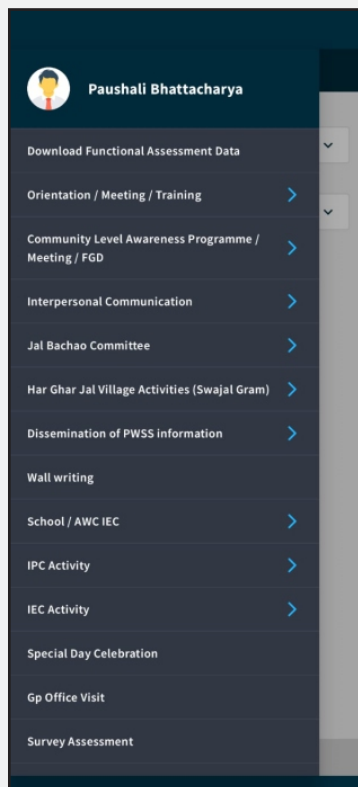 Paushali Bhattacharya
Download Functional Assessment Data
Orientation / Meeting / Training
Community Level Awareness Programme /
Meeting / FGD
Interpersonal Communication
Jal Bachao Committee
Har Ghar Jal Village Activities (Swajal Gram)
Dissemination of PWSS information
Wall writing
School / AWC IEC
IPC Activity
IEC Activity
Special Day Celebration
Gp Office Visit
Survey Assessment